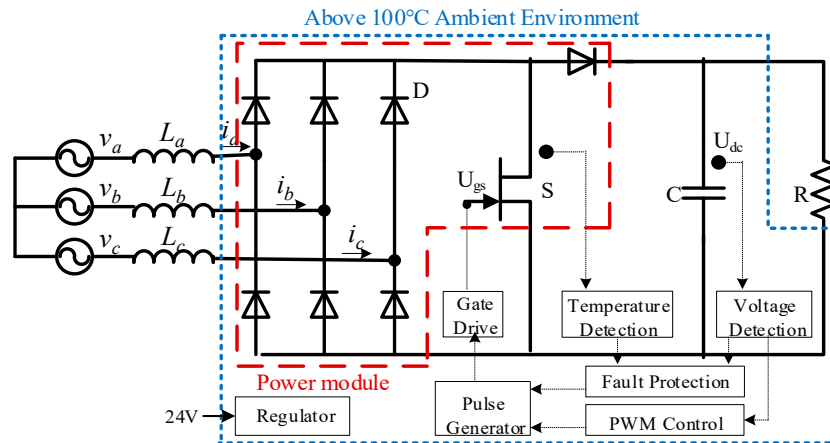 Above 100°C Ambient Environment
D
v_a
L_a
i_a
U_dc
v_b
L_b
i_b
U_gs
S
C
R
v_c
L_c
i_c
Gate
Drive
Temperature
Detection
Voltage
Detection
Power module
Fault Protection
24V
Regulator
Pulse
Generator
PWM Control